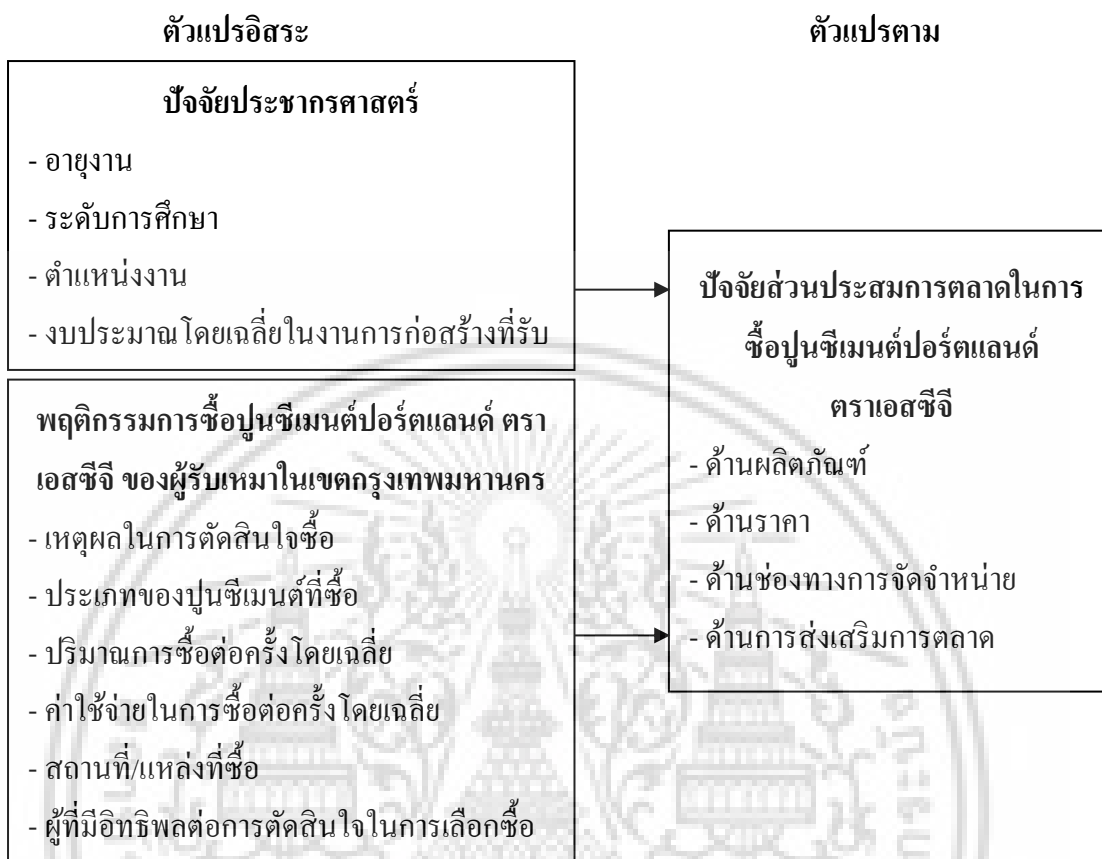 ตัวแปรอิสระ
ตัวแปรตาม
ปัจจัยประชากรศาสตร์
- อายุงาน
- ระดับการศึกษา
- ตำแหน่งงาน
- งบประมาณโดยเฉลี่ยในงานการก่อสร้างที่รับ
พฤติกรรมการซื้อปูนซีเมนต์ปอร์ตแลนด์ ตรา
เอสซีจี ของผู้รับเหมาในเขตกรุงเทพมหานคร
- เหตุผลในการตัดสินใจซื้อ
- ประเภทของปูนซีเมนต์ที่ซื้อ
- ปริมาณการซื้อต่อครั้งโดยเฉลี่ย
- ค่าใช้จ่ายในการซื้อต่อครั้งโดยเฉลี่ย
- สถานที่/แหล่งที่ซื้อ
- ผู้ที่มีอิทธิพลต่อการตัดสินใจในการเลือกซื้อ
ปัจจัยส่วนประสมการตลาดในการ
ซื้อปูนซีเมนต์ปอร์ตแลนด์
ตราเอสซีจี
- ด้านผลิตภัณฑ์
- ด้านราคา
- ด้านช่องทางการจัดจำหน่าย
- ด้านการส่งเสริมการตลาด